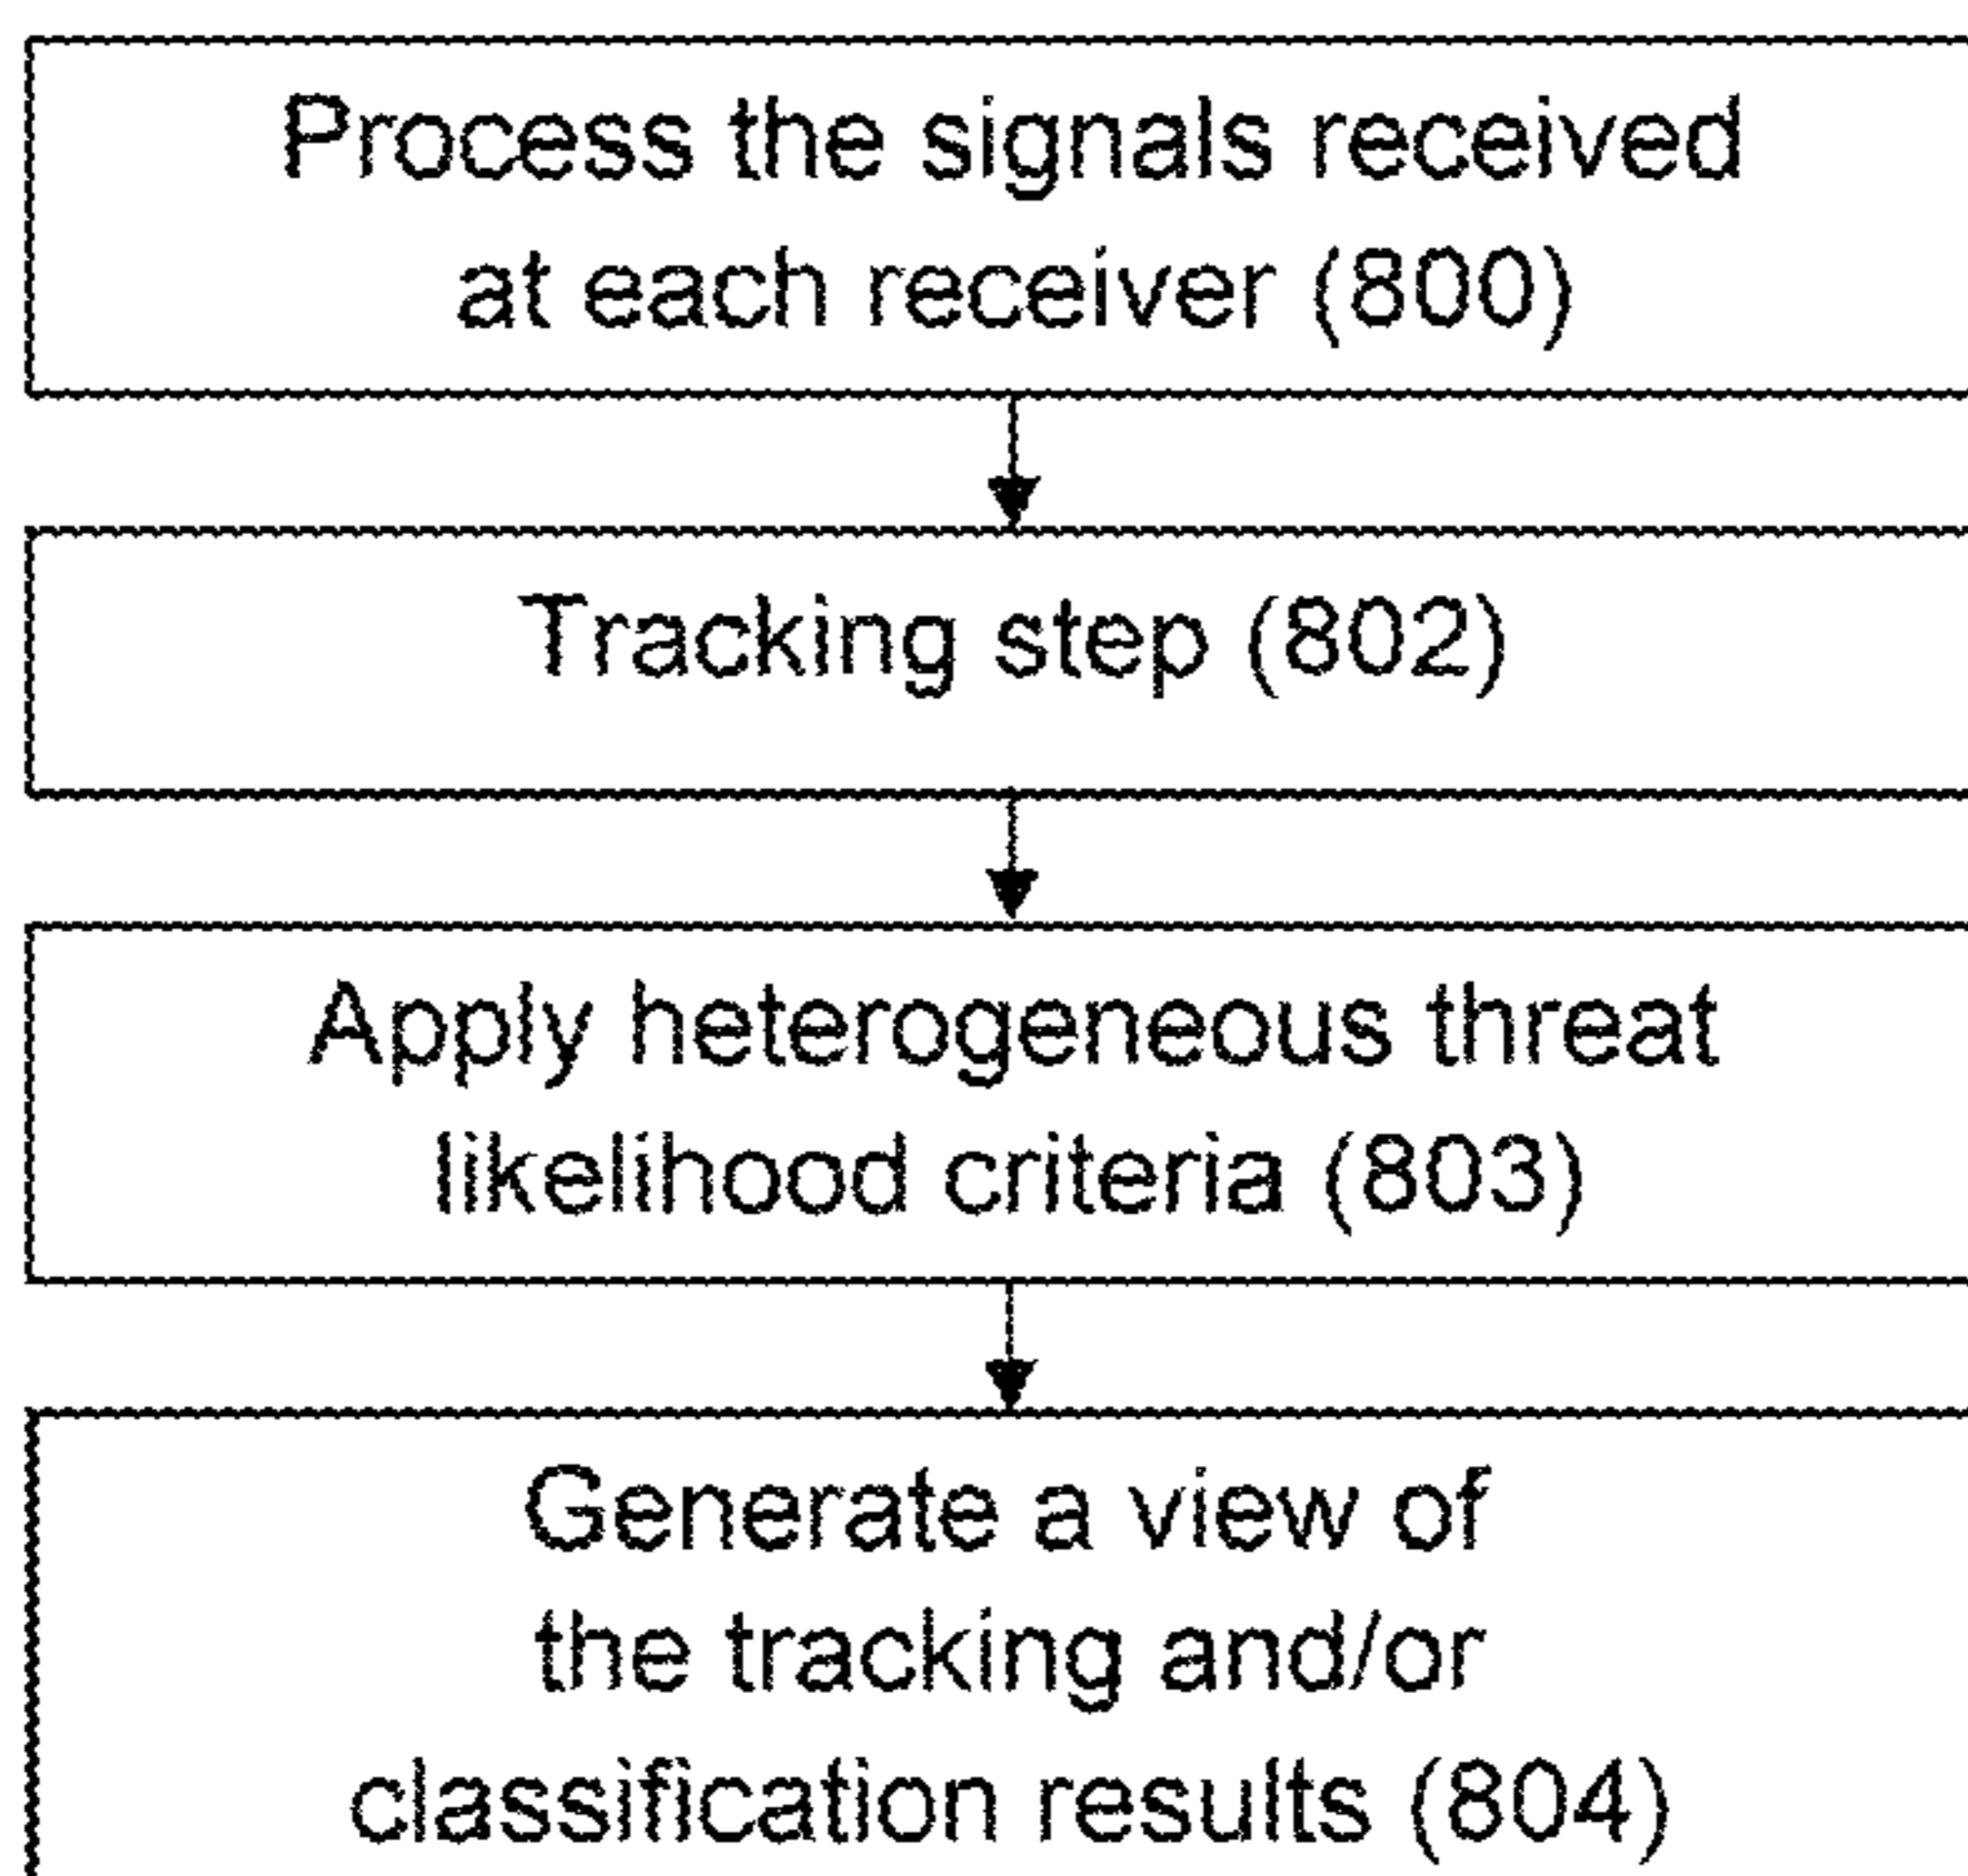 Process the signals received
at each receiver (800)
Tracking step (802)
Apply heterogeneous threat
likelihood criteria (803)
Generate a view of
the tracking and/or
classification results (804)